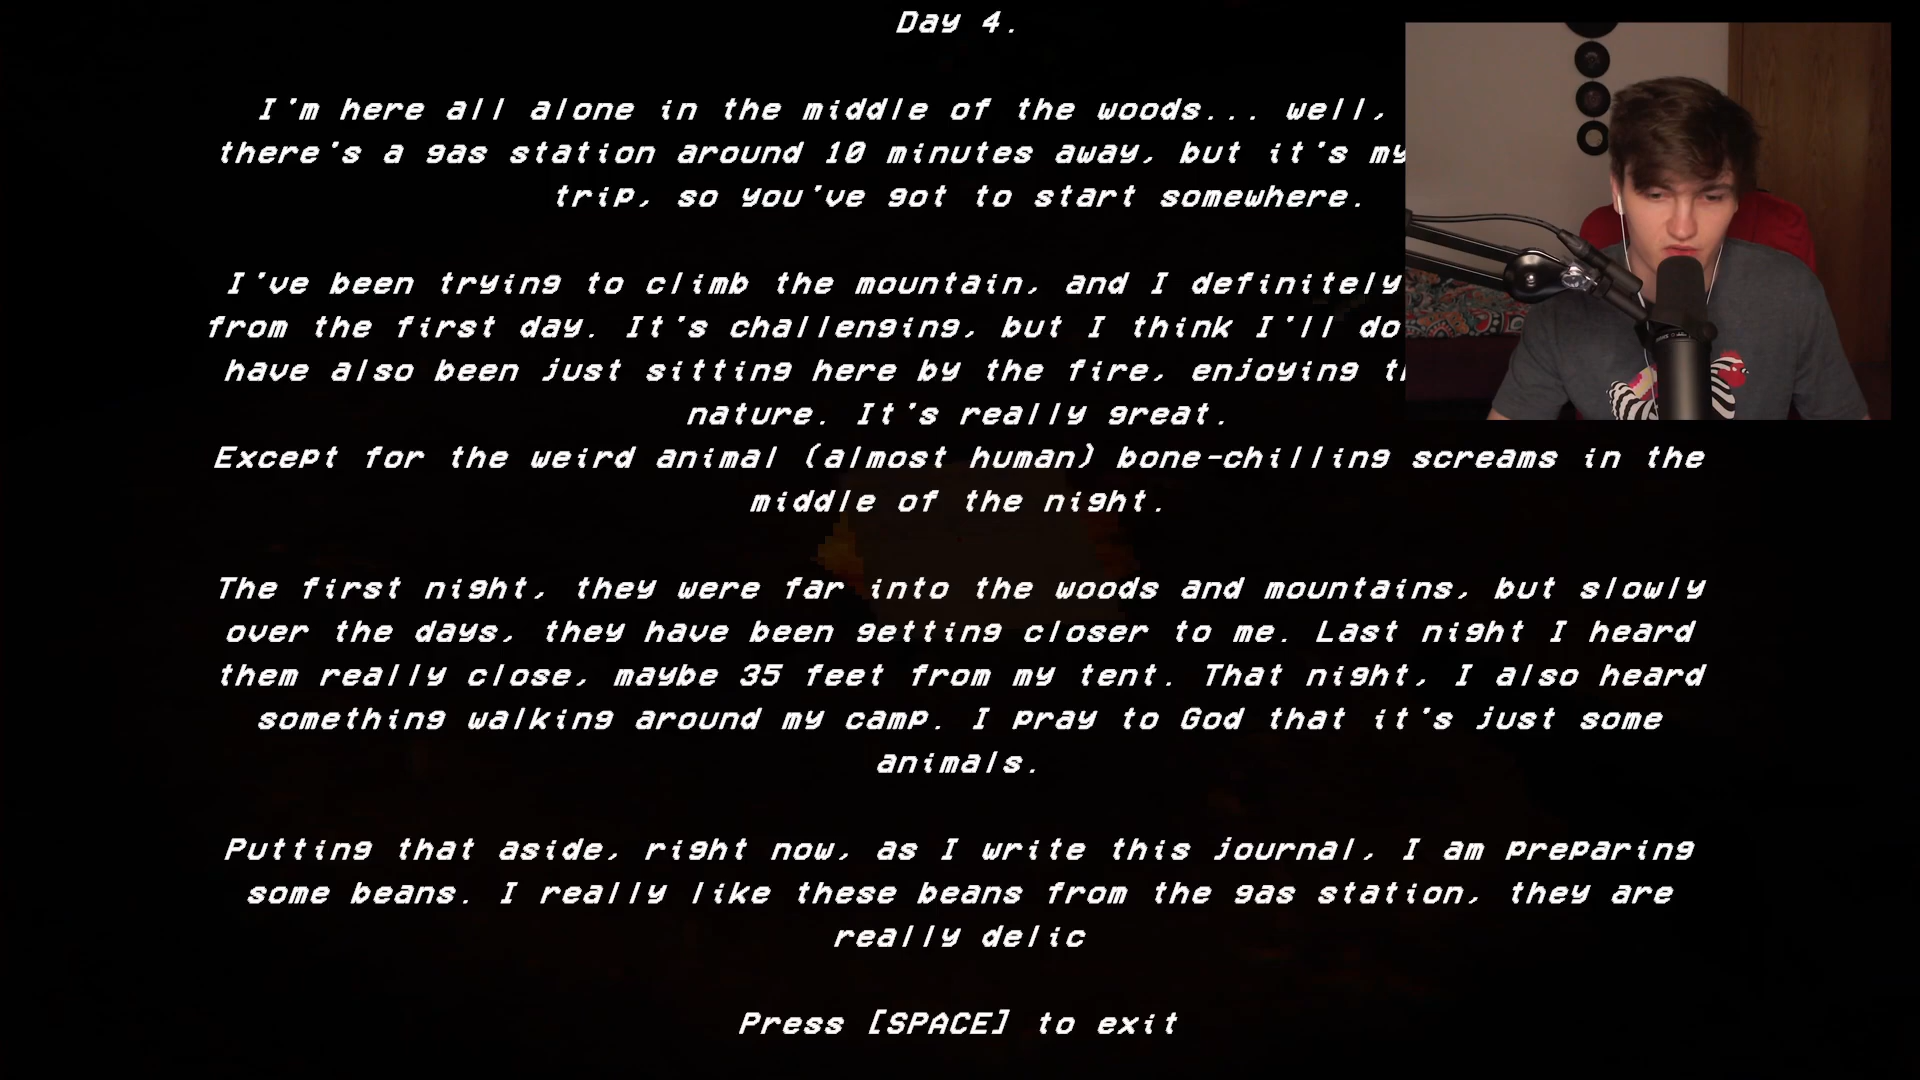 Day 4.
I'm here all alone in the middle of the woods... well,
there's a gas station around 10 minutes away, but it's my
trip, so you've got to start somewhere.
I've been trying to climb the mountain, and I definitely
from the first day. It's challenging, but I think I'll do
have also been just sitting here by the fire, enjoying
nature. It's really great.
Except for the weird animal (almost human) bone-chilling screams in the
middle of the night.
The first night, they were far into the woods and mountains, but slowly
over the days, they have been getting closer to me. Last night I heard
them really close, maybe 35 feet from my tent. That night, I also heard
something walking around my camp. I pray to God that it's just some
animals.
Putting that aside, right now, as I write this journal, I am preparing
some beans. I really like these beans from the gas station, they are
really delic
Press [SPACE] to exit